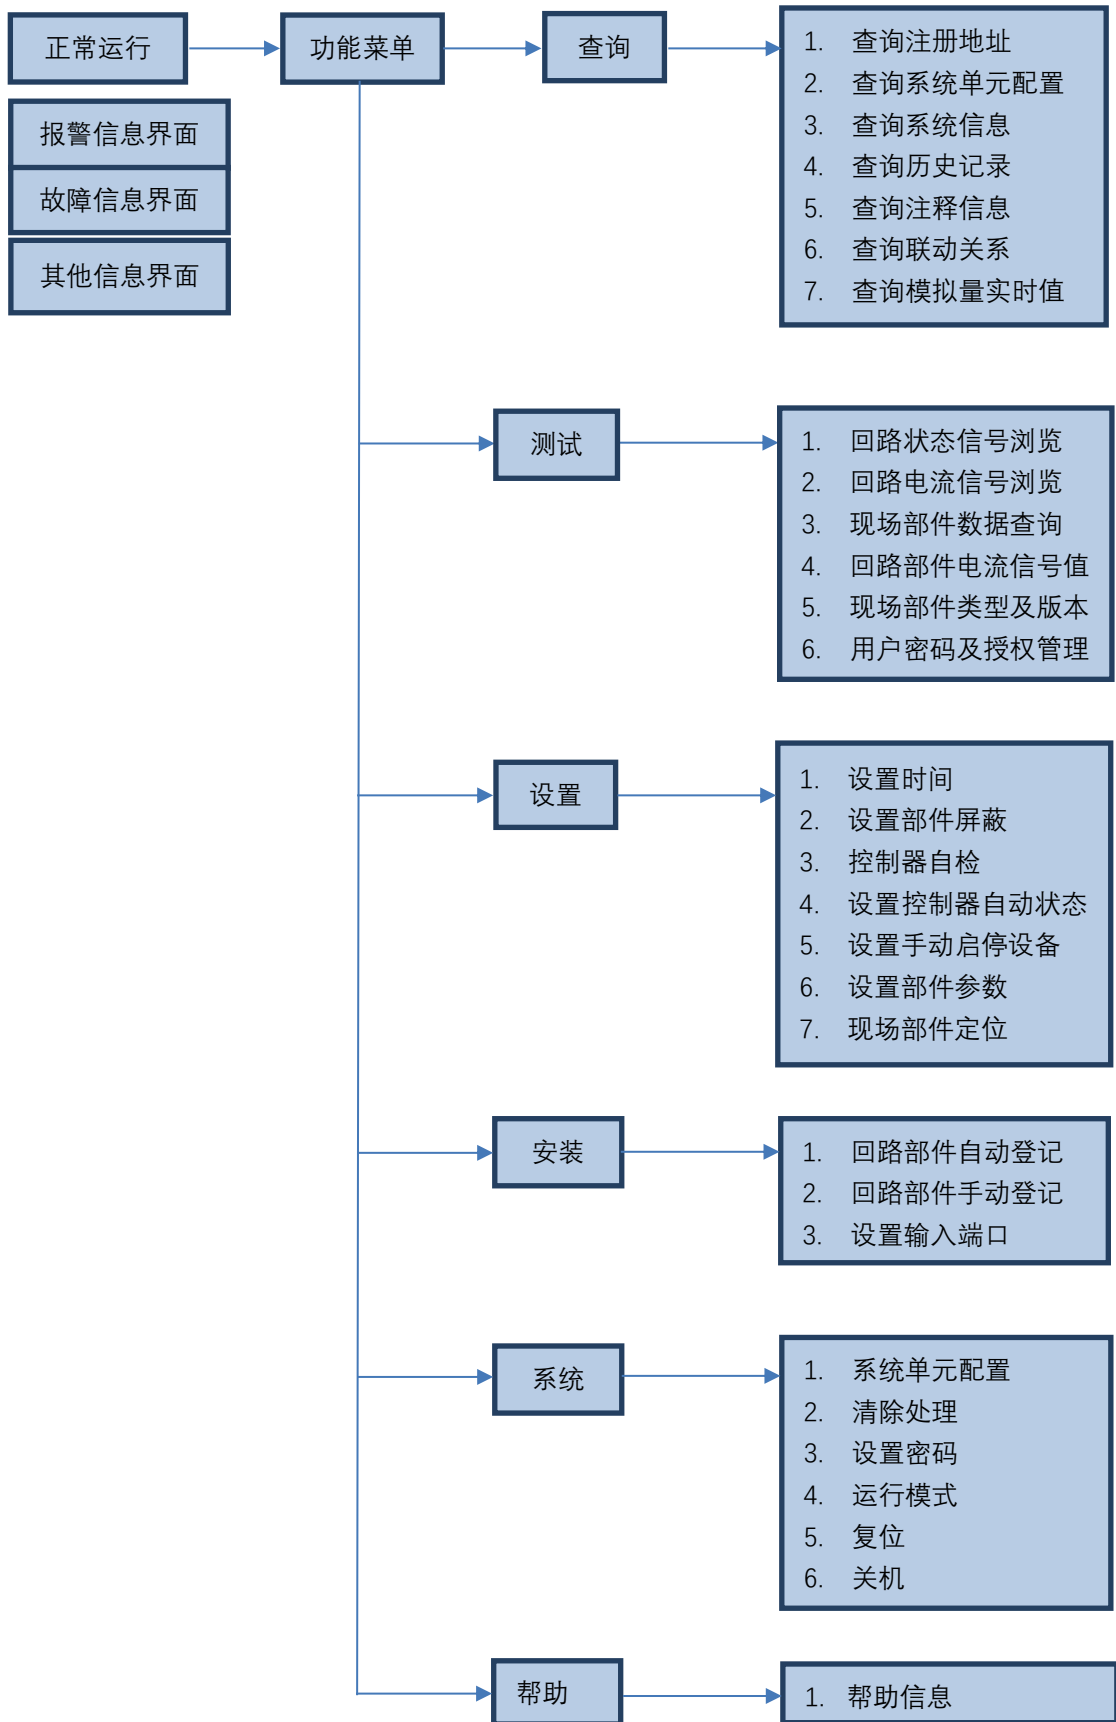 正常运行
功能菜单
查询
1. 查询注册地址
2. 查询系统单元配置
3. 查询系统信息
4. 查询历史记录
5. 查询注释信息
6. 查询联动关系
7. 查询模拟量实时值
报警信息界面
故障信息界面
其他信息界面
测试
1. 回路状态信号浏览
2. 回路电流信号浏览
3. 现场部件数据查询
4. 回路部件电流信号值
5. 现场部件类型及版本
6. 用户密码及授权管理
设置
1. 设置时间
2. 设置部件屏蔽
3. 控制器自检
4. 设置控制器自动状态
5. 设置手动启停设备
6. 设置部件参数
7. 现场部件定位
安装
1. 回路部件自动登记
2. 回路部件手动登记
3. 设置输入端口
系统
1. 系统单元配置
2. 清除处理
3. 设置密码
4. 运行模式
5. 复位
6. 关机
帮助
1. 帮助信息